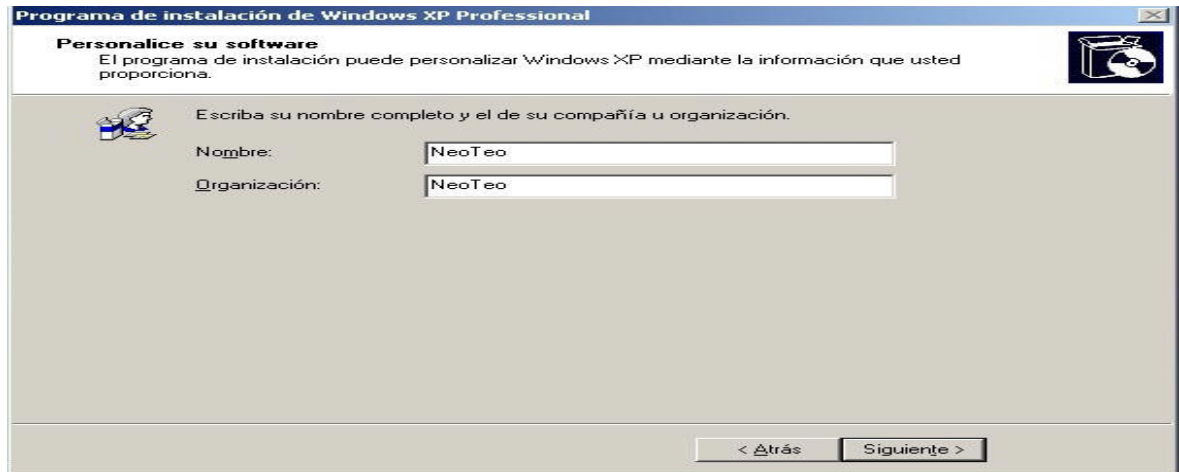 Programa de instalación de Windows XP Professional
Personalice su software
El programa de instalación puede personalizar Windows XP mediante la información que usted
proporciona.
Escriba su nombre completo y el de su compañía u organización.
Nombre: NeoTeo
Organización: NeoTeo
< Atrás Siguiente >